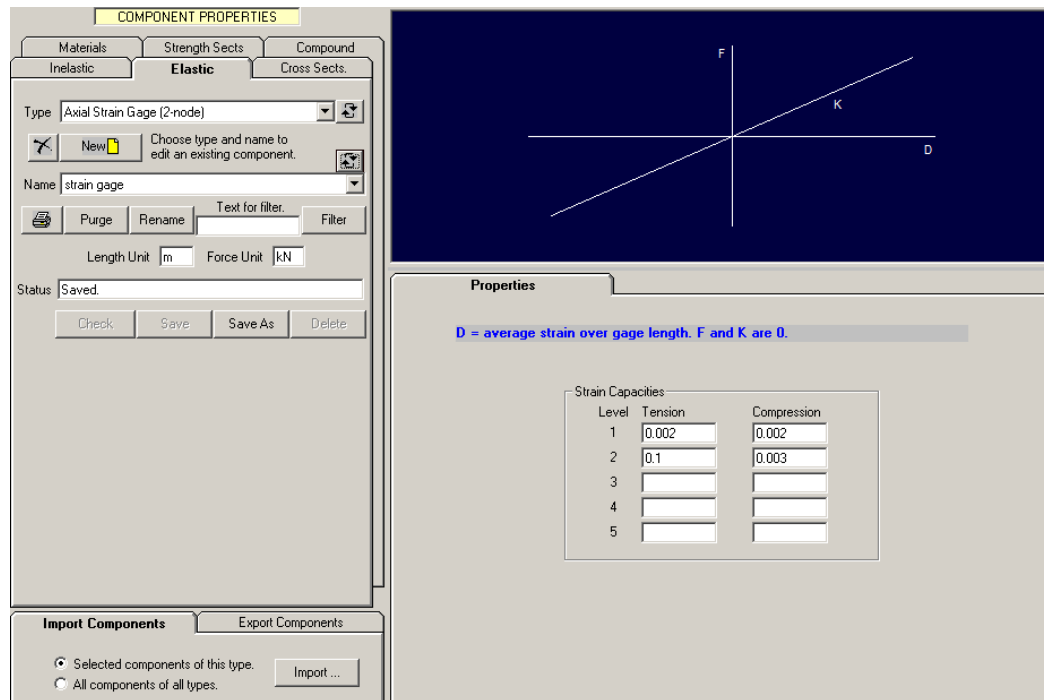 COMPONENT PROPERTIES
Materials Strength Sects Compound
Inelastic Elastic Cross Sects.
Type Axial Strain Gage (2-node)
New Choose type and name to
edit an existing component.
Name strain gage
Purge Rename Text for filter. Filter
Length Unit m Force Unit kN
Status Saved.
Check Save Save As Delete
Import Components Export Components
Selected components of this type.
All components of all types.
Import ...
F
K
D
Properties
D = average strain over gage length. F and K are 0.
Strain Capacities
Level Tension Compression
1 0.002 0.002
2 0.1 0.003
3
4
5